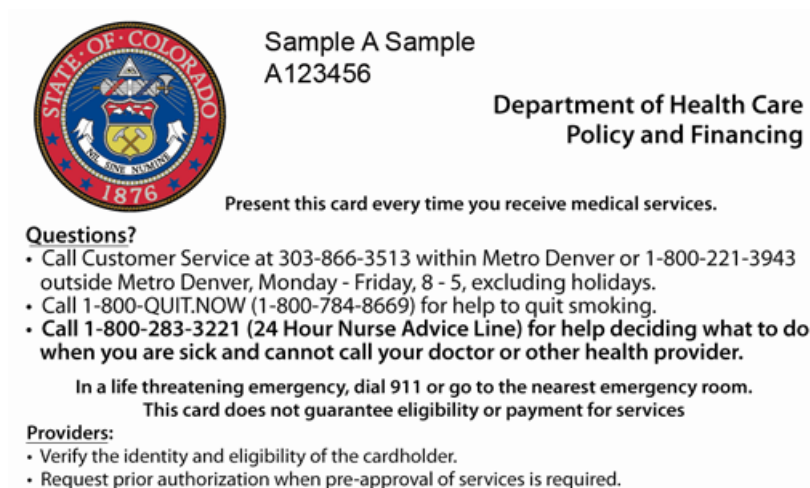 STATE·OF·COLORADO
NIL SINE NUMINE
1876
Sample A Sample
A123456
Department of Health Care
Policy and Financing
Present this card every time you receive medical services.
Questions?
• Call Customer Service at 303-866-3513 within Metro Denver or 1-800-221-3943
outside Metro Denver, Monday - Friday, 8 - 5, excluding holidays.
• Call 1-800-QUIT.NOW (1-800-784-8669) for help to quit smoking.
• Call 1-800-283-3221 (24 Hour Nurse Advice Line) for help deciding what to do
when you are sick and cannot call your doctor or other health provider.
In a life threatening emergency, dial 911 or go to the nearest emergency room.
This card does not guarantee eligibility or payment for services
Providers:
• Verify the identity and eligibility of the cardholder.
• Request prior authorization when pre-approval of services is required.